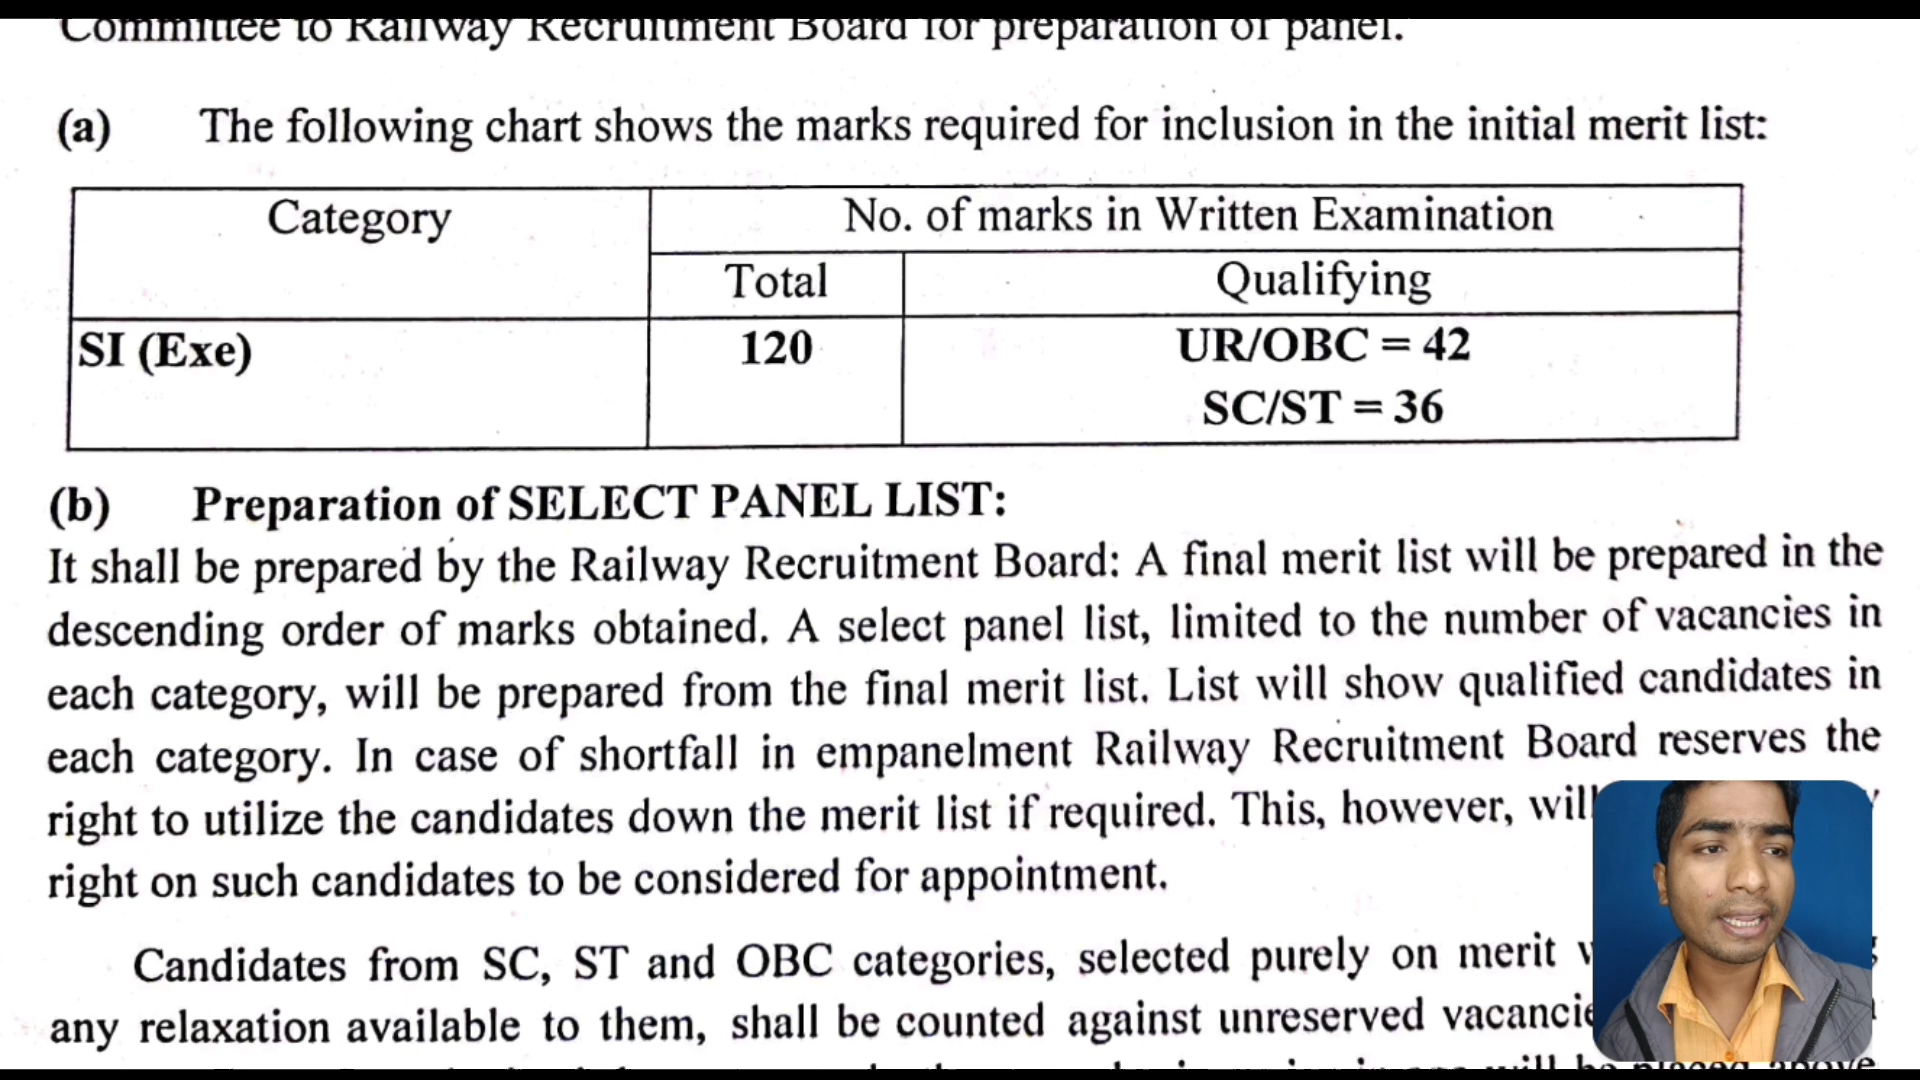 Committee to Railway Recruitment Board for preparation of panel.
(a) The following chart shows the marks required for inclusion in the initial merit list:
Category
No. of marks in Written Examination
Total
Qualifying
SI (Exe)
120
UR/OBC = 42
SC/ST = 36
(b) Preparation of SELECT PANEL LIST:
It shall be prepared by the Railway Recruitment Board: A final merit list will be prepared in the
descending order of marks obtained. A select panel list, limited to the number of vacancies in
each category, will be prepared from the final merit list. List will show qualified candidates in
each category. In case of shortfall in empanelment Railway Recruitment Board reserves the
right to utilize the candidates down the merit list if required. This, however, will
right on such candidates to be considered for appointment.
Candidates from SC, ST and OBC categories, selected purely on merit
any relaxation available to them, shall be counted against unreserved
will be placed above